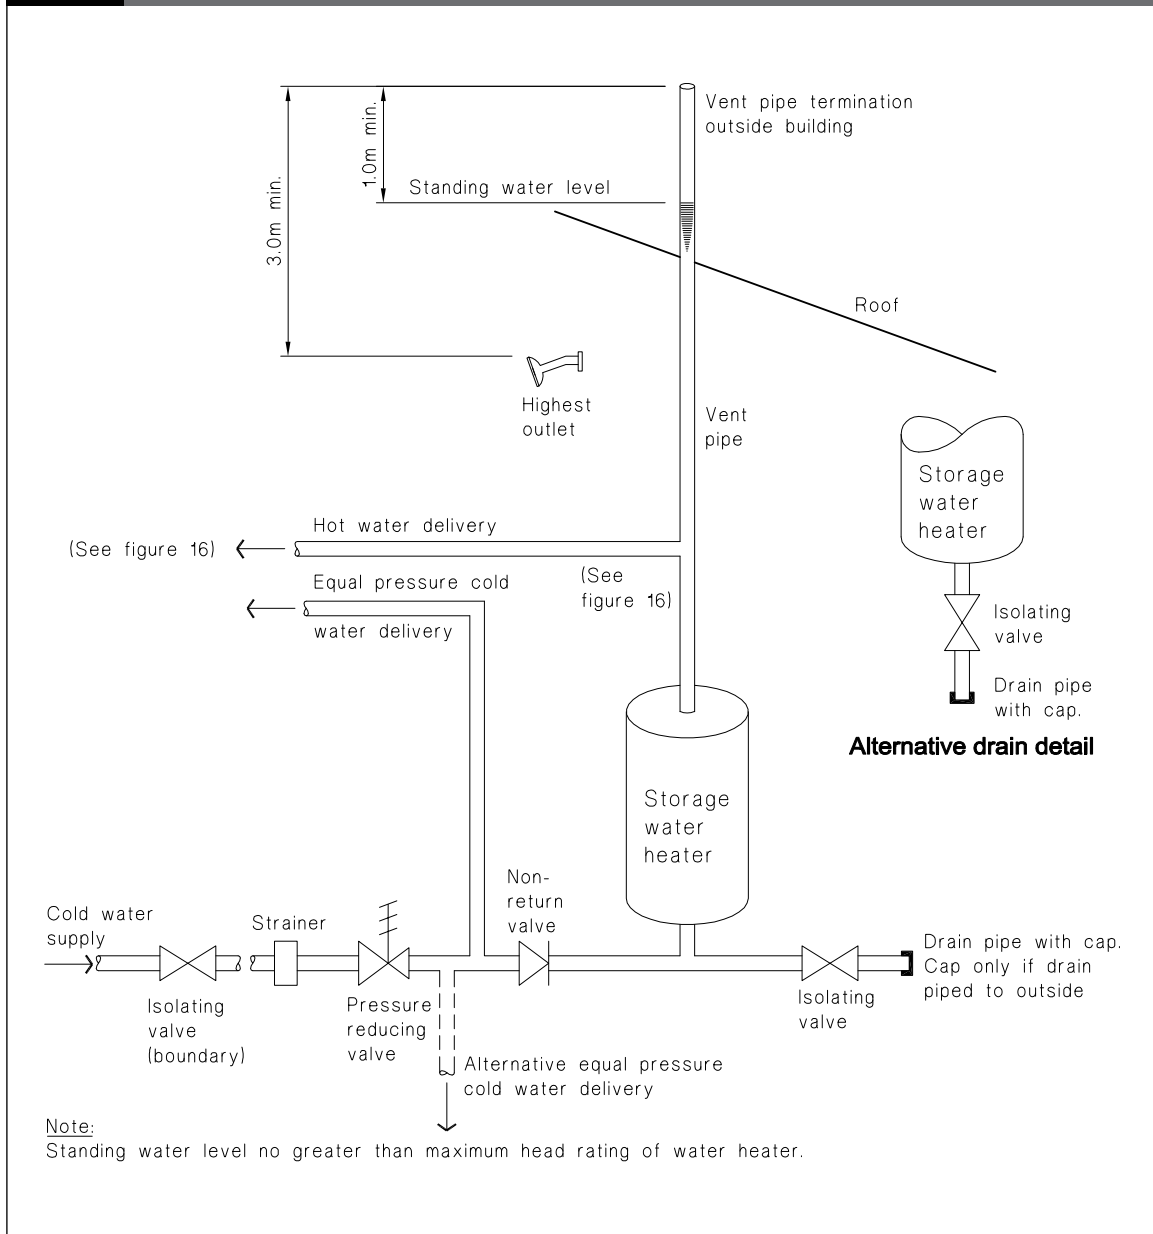 Vent pipe termination
outside building
1.0m min.
3.0m min.
Standing water level
Roof
Highest
outlet
Vent
pipe
Storage
water
heater
Hot water delivery
(See figure 16)
(See
figure 16)
Equal pressure cold
water delivery
Isolating
valve
Drain pipe
with cap.
Alternative drain detail
Storage
water
heater
Non-
return
valve
Cold water
supply
Strainer
Drain pipe with cap.
Cap only if drain
piped to outside
Isolating
valve
(boundary)
Pressure
reducing
valve
Isolating
valve
Alternative equal pressure
cold water delivery
Note:
Standing water level no greater than maximum head rating of water heater.